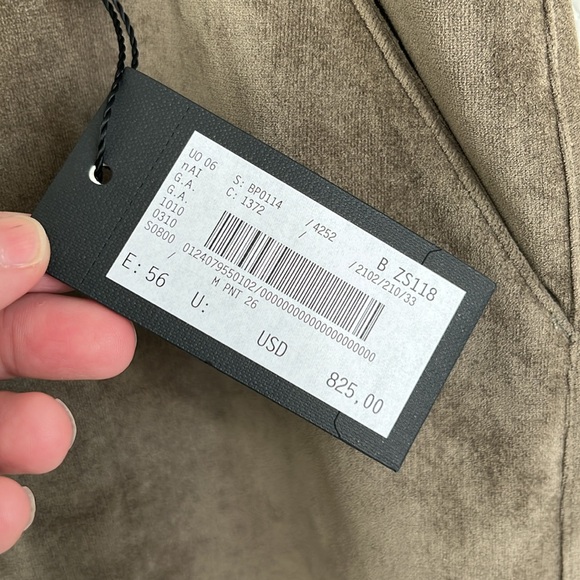 UO 06
nAI
G.A.
G.A.
1010
0310
S0800
/
S: BP0114 /4252 B ZS118
C: 1372 / /2102/210/33
0124079550102/00000000000000000000
M PNT 26
E: 56
U:
USD 825,00